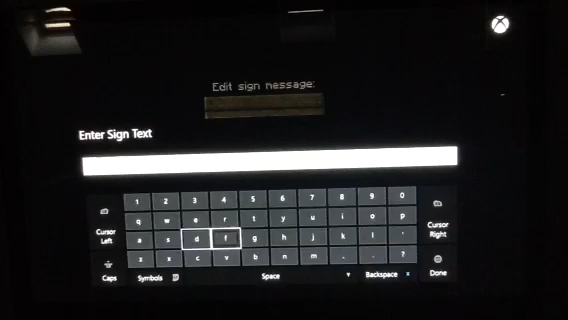 Edit sign message:
Enter Sign Text
1 2 3 4 5 6 7 8 9 0
q w e r t y u i o p
Cursor Left
a s d f g h j k l '
Cursor Right
z x c v b n m , . ?
Caps Symbols Space Backspace x Done